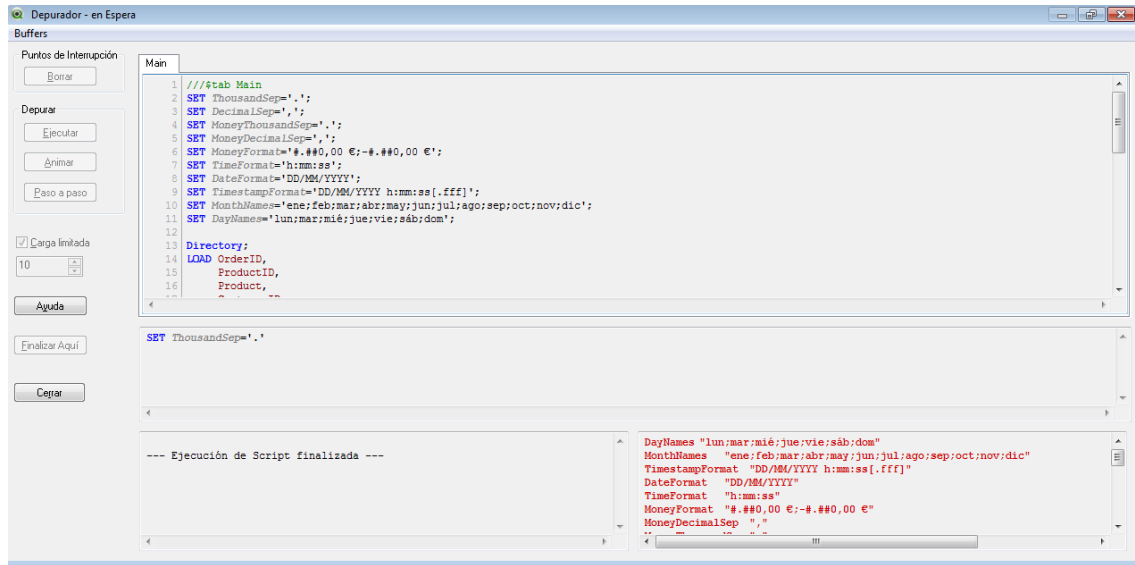 Depurador - en Espera
Buffers
Puntos de Interrupción
Borrar
Depurar
Ejecutar
Animar
Paso a paso
Carga limitada
10
Ayuda
Finalizar Aquí
Cerrar
Main
1 ///$tab Main
2 SET ThousandSep='.';
3 SET DecimalSep=',';
4 SET MoneyThousandSep='.';
5 SET MoneyDecimalSep=',';
6 SET MoneyFormat='#.##0,00 €;-#.##0,00 €';
7 SET TimeFormat='h:mm:ss';
8 SET DateFormat='DD/MM/YYYY';
9 SET TimestampFormat='DD/MM/YYYY h:mm:ss[.fff]';
10 SET MonthNames='ene;feb;mar;abr;may;jun;jul;ago;sep;oct;nov;dic';
11 SET DayNames='lun;mar;mié;jue;vie;sáb;dom';
12
13 Directory;
14 LOAD OrderID,
15 ProductID,
16 Product,
SET ThousandSep='.'
--- Ejecución de Script finalizada ---
DayNames "lun;mar;mié;jue;vie;sáb;dom"
MonthNames "ene;feb;mar;abr;may;jun;jul;ago;sep;oct;nov;dic"
TimestampFormat "DD/MM/YYYY h:mm:ss[.fff]"
DateFormat "DD/MM/YYYY"
TimeFormat "h:mm:ss"
MoneyFormat "#.##0,00 €;-#.##0,00 €"
MoneyDecimalSep ","